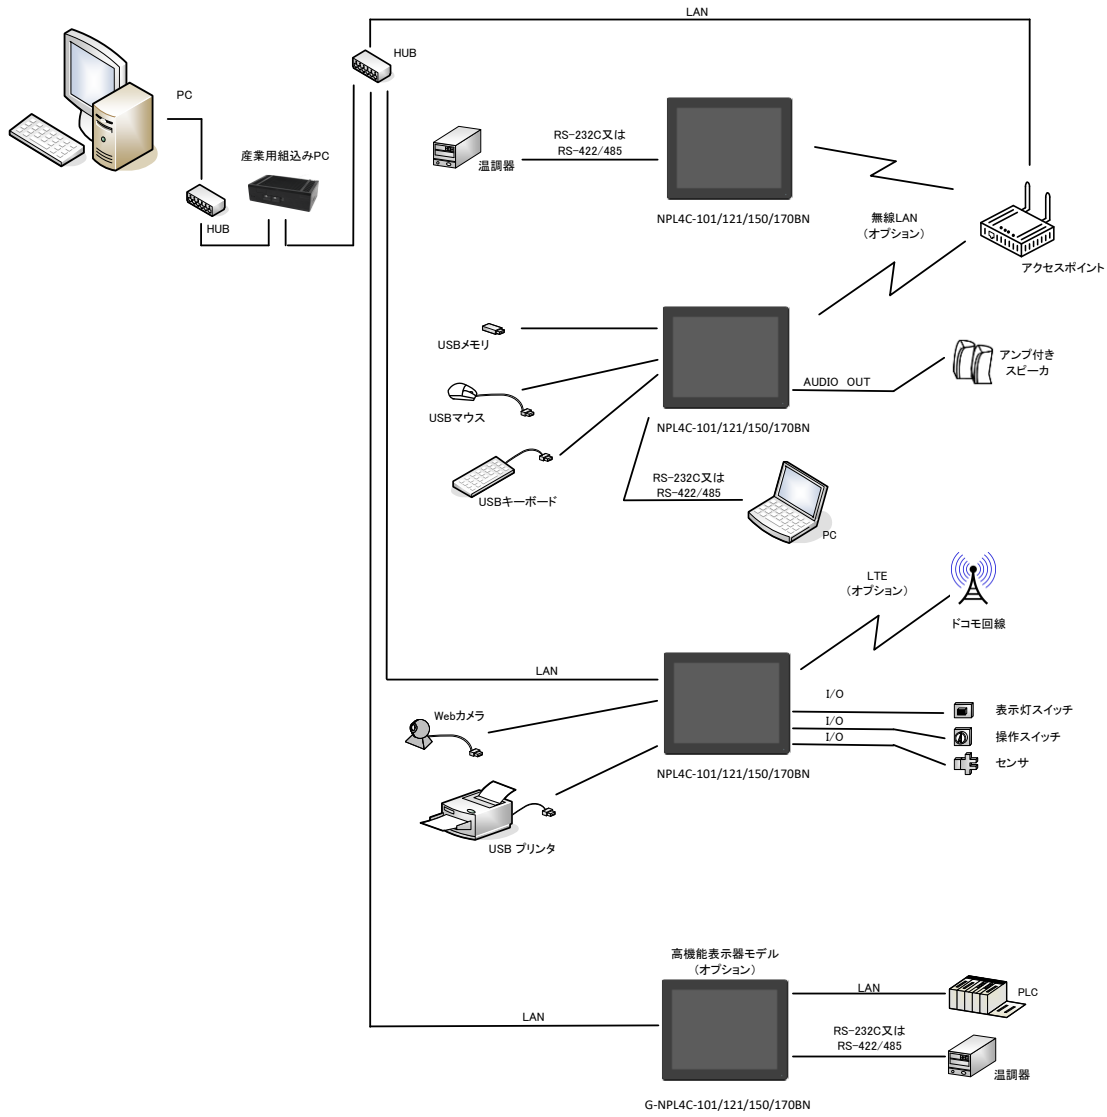 LAN
HUB
PC
産業用組込みPC
HUB
RS-232C又は
RS-422/485
温調器
NPL4C-101/121/150/170BN
無線LAN
（オプション）
アクセスポイント
USBメモリ
USBマウス
USBキーボード
NPL4C-101/121/150/170BN
AUDIO OUT
アンプ付き
スピーカ
RS-232C又は
RS-422/485
PC
LTE
（オプション）
ドコモ回線
LAN
Webカメラ
USB プリンタ
NPL4C-101/121/150/170BN
I/O
表示灯スイッチ
I/O
操作スイッチ
I/O
センサ
高機能表示器モデル
（オプション）
LAN
LAN
PLC
RS-232C又は
RS-422/485
温調器
G-NPL4C-101/121/150/170BN